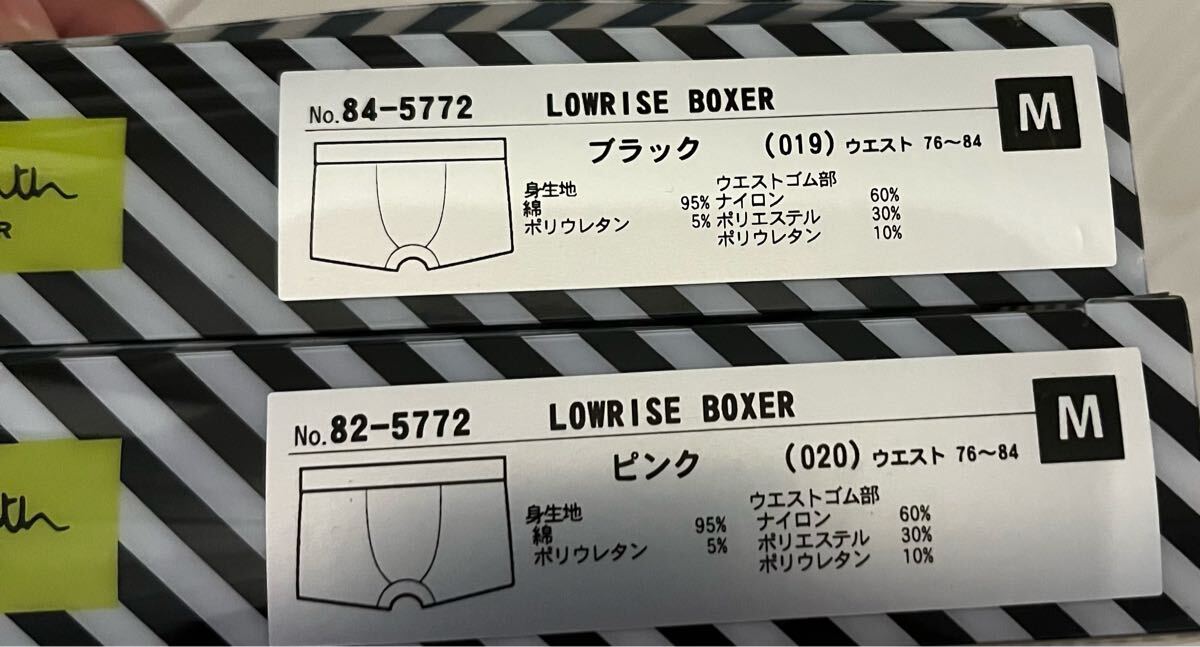 No.84-5772 LOWRISE BOXER M
ブラック (019) ウエスト 76〜84
身生地 ウエストゴム部
綿 95% ナイロン 60%
ポリウレタン 5% ポリエステル 30%
ポリウレタン 10%
No.82-5772 LOWRISE BOXER M
ピンク (020) ウエスト 76〜84
身生地 ウエストゴム部
綿 95% ナイロン 60%
ポリウレタン 5% ポリエステル 30%
ポリウレタン 10%